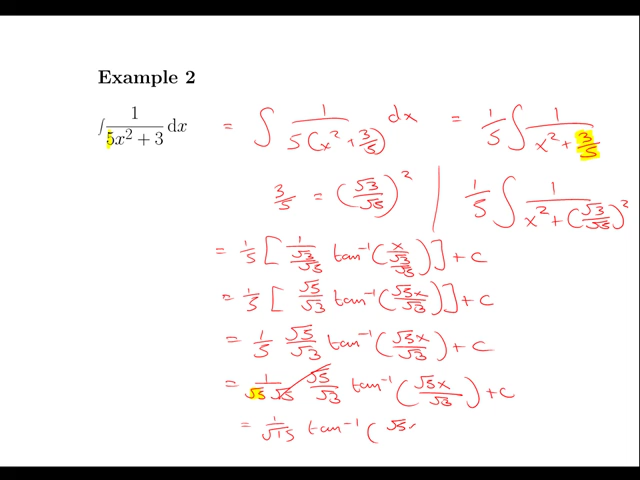 Example 2
∫ 1/(5x² + 3) dx = ∫ 1/(5(x² + 3/5)) dx = 1/5 ∫ 1/(x² + 3/5)
3/5 = (√3/√5)² | 1/5 ∫ 1/(x² + (√3/√5)²)
= 1/5 [ 1/(√3/√5) tan⁻¹ (x/(√3/√5)) ] + C
= 1/5 [ √5/√3 tan⁻¹ (√5x/√3) ] + C
= 1/5 √5/√3 tan⁻¹ (√5x/√3) + C
= 1/(√5 √5) √5/√3 tan⁻¹ (√5x/√3) + C
= 1/√15 tan⁻¹ ( √5